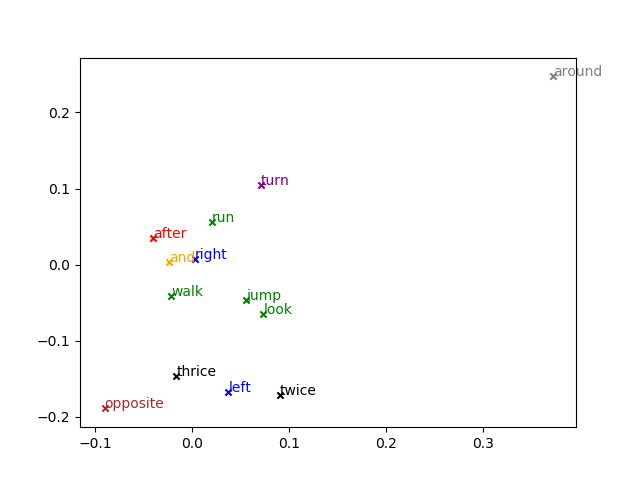 around
0.2
turn
0.1
run
after
right
and
0.0
walk
jump
look
−0.1
thrice
left
twice
opposite
−0.2
−0.1 0.0 0.1 0.2 0.3